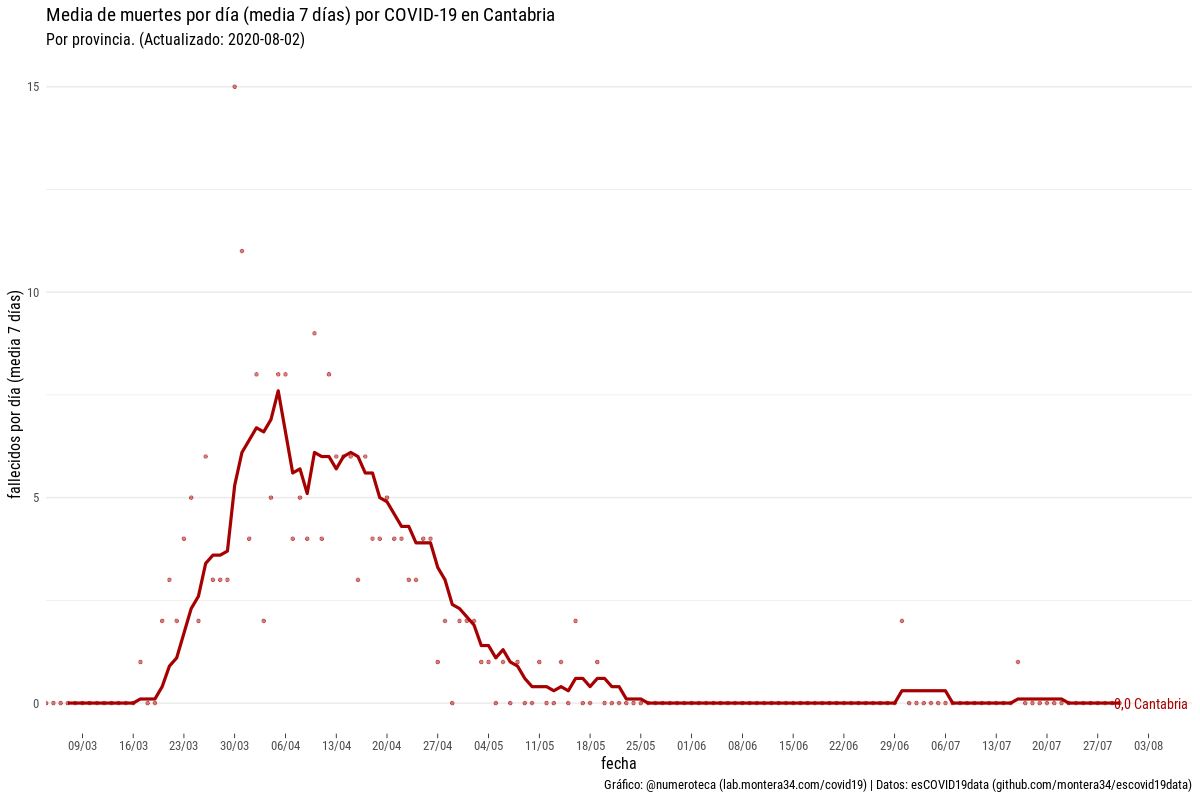 Media de muertes por día (media 7 días) por COVID-19 en Cantabria
Por provincia. (Actualizado: 2020-08-02)
fallecidos por día (media 7 días)
15
10
5
0
0,0 Cantabria
09/03 16/03 23/03 30/03 06/04 13/04 20/04 27/04 04/05 11/05 18/05 25/05 01/06 08/06 15/06 22/06 29/06 06/07 13/07 20/07 27/07 03/08
fecha
Gráfico: @numeroteca (lab.montera34.com/covid19) | Datos: esCOVID19data (github.com/montera34/escovid19data)